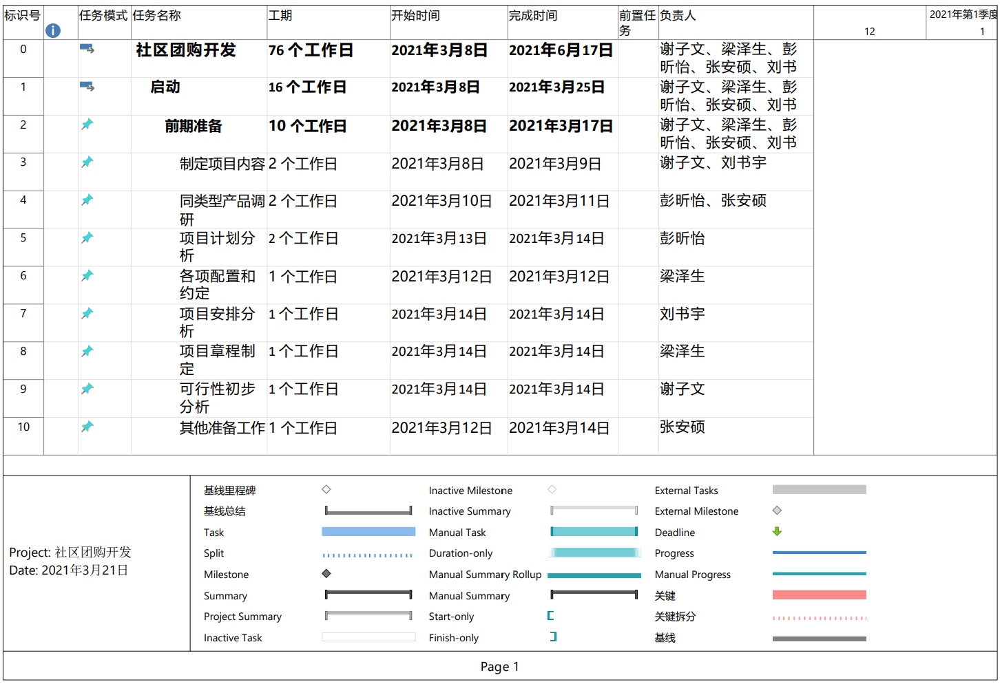 标识号 任务模式 任务名称 工期 开始时间 完成时间 前置任务 负责人 12 2021年第1季度 1
0 社区团购开发 76 个工作日 2021年3月8日 2021年6月17日 谢子文、梁泽生、彭
昕怡、张安硕、刘书
1 启动 16 个工作日 2021年3月8日 2021年3月25日 谢子文、梁泽生、彭
昕怡、张安硕、刘书
2 前期准备 10 个工作日 2021年3月8日 2021年3月17日 谢子文、梁泽生、彭
昕怡、张安硕、刘书
3 制定项目内容 2 个工作日 2021年3月8日 2021年3月9日 谢子文、刘书宇
4 同类型产品调 2 个工作日 2021年3月10日 2021年3月11日 彭昕怡、张安硕
研
5 项目计划分 2 个工作日 2021年3月13日 2021年3月14日 彭昕怡
析
6 各项配置和 1 个工作日 2021年3月12日 2021年3月12日 梁泽生
约定
7 项目安排分 1 个工作日 2021年3月14日 2021年3月14日 刘书宇
析
8 项目章程制 1 个工作日 2021年3月14日 2021年3月14日 梁泽生
定
9 可行性初步 1 个工作日 2021年3月14日 2021年3月14日 谢子文
分析
10 其他准备工作 1 个工作日 2021年3月12日 2021年3月14日 张安硕
Project: 社区团购开发
Date: 2021年3月21日
基线里程碑 Inactive Milestone External Tasks
基线总结 Inactive Summary External Milestone
Task Manual Task Deadline
Split Duration-only Progress
Milestone Manual Summary Rollup Manual Progress
Summary Manual Summary 关键
Project Summary Start-only 关键拆分
Inactive Task Finish-only 基线
Page 1